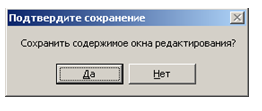 Подтвердите сохранение
Сохранить содержимое окна редактирования?
Да
Нет